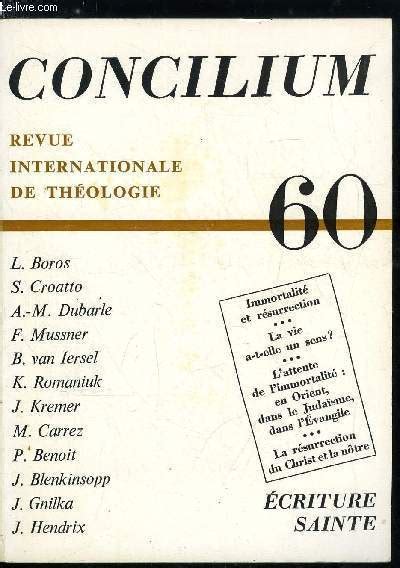 Le-livre.com
CONCILIUM
REVUE
INTERNATIONALE
DE THÉOLOGIE
60
L. Boros
S. Croatto
A.-M. Dubarle
F. Mussner
B. van Iersel
K. Romaniuk
J. Kremer
M. Carrez
P. Benoit
J. Blenkinsopp
J. Gnilka
J. Hendrix
Immortalité
et résurrection
•••
La vie
a-t-elle un sens?
•••
L'attente
de l'immortalité :
en Orient,
dans le Judaïsme,
dans l'Évangile
•••
La résurrection
du Christ et la nôtre
ÉCRITURE
SAINTE